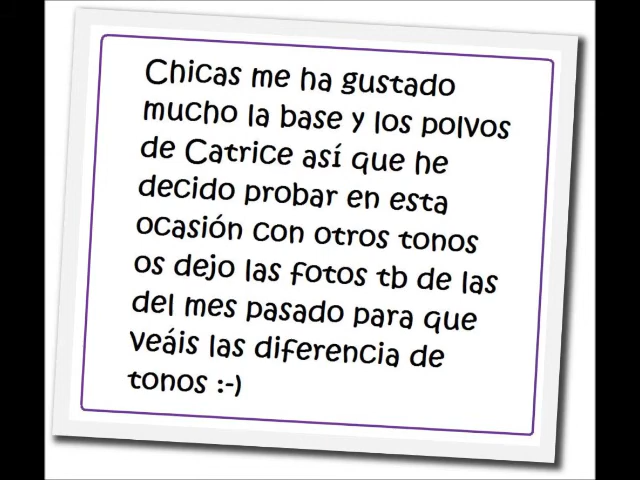 Chicas me ha gustado
mucho la base y los polvos
de Catrice así que he
decido probar en esta
ocasión con otros tonos
os dejo las fotos tb de las
del mes pasado para que
veáis las diferencia de
tonos :-)